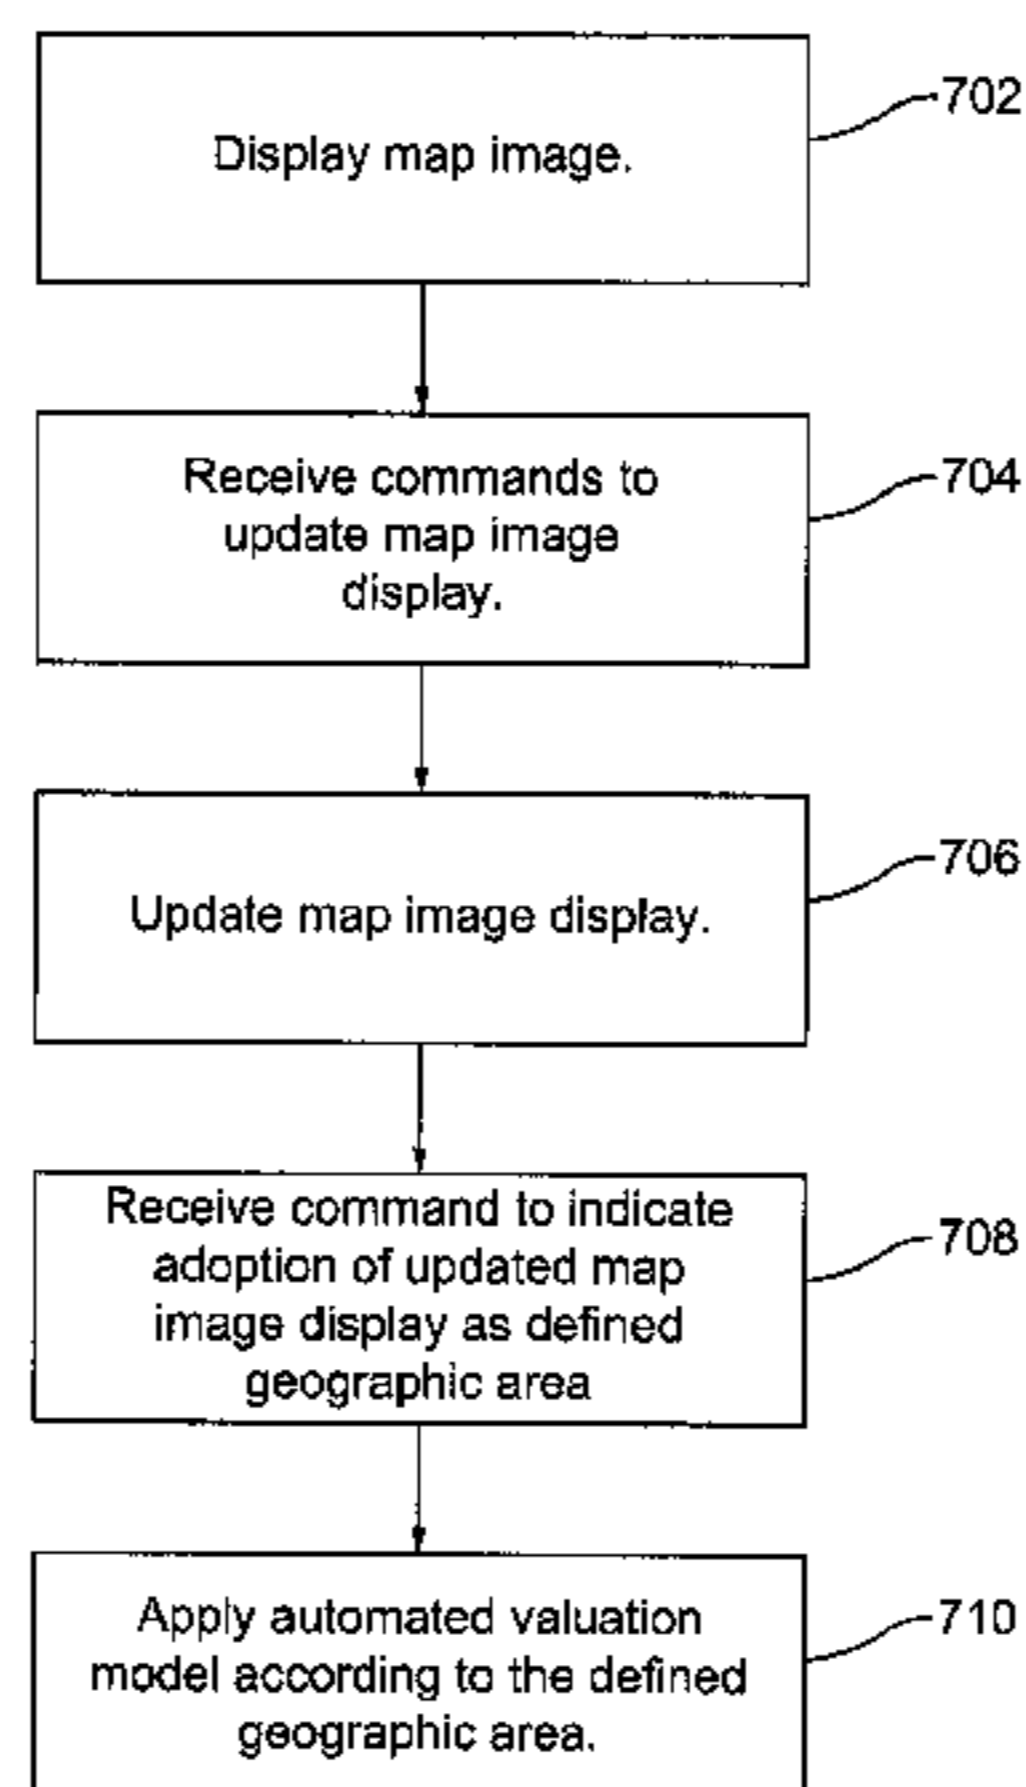 Display map image.
702
Receive commands to
update map image
display.
704
Update map image display.
706
Receive command to indicate
adoption of updated map
image display as defined
geographic area
708
Apply automated valuation
model according to the defined
geographic area.
710